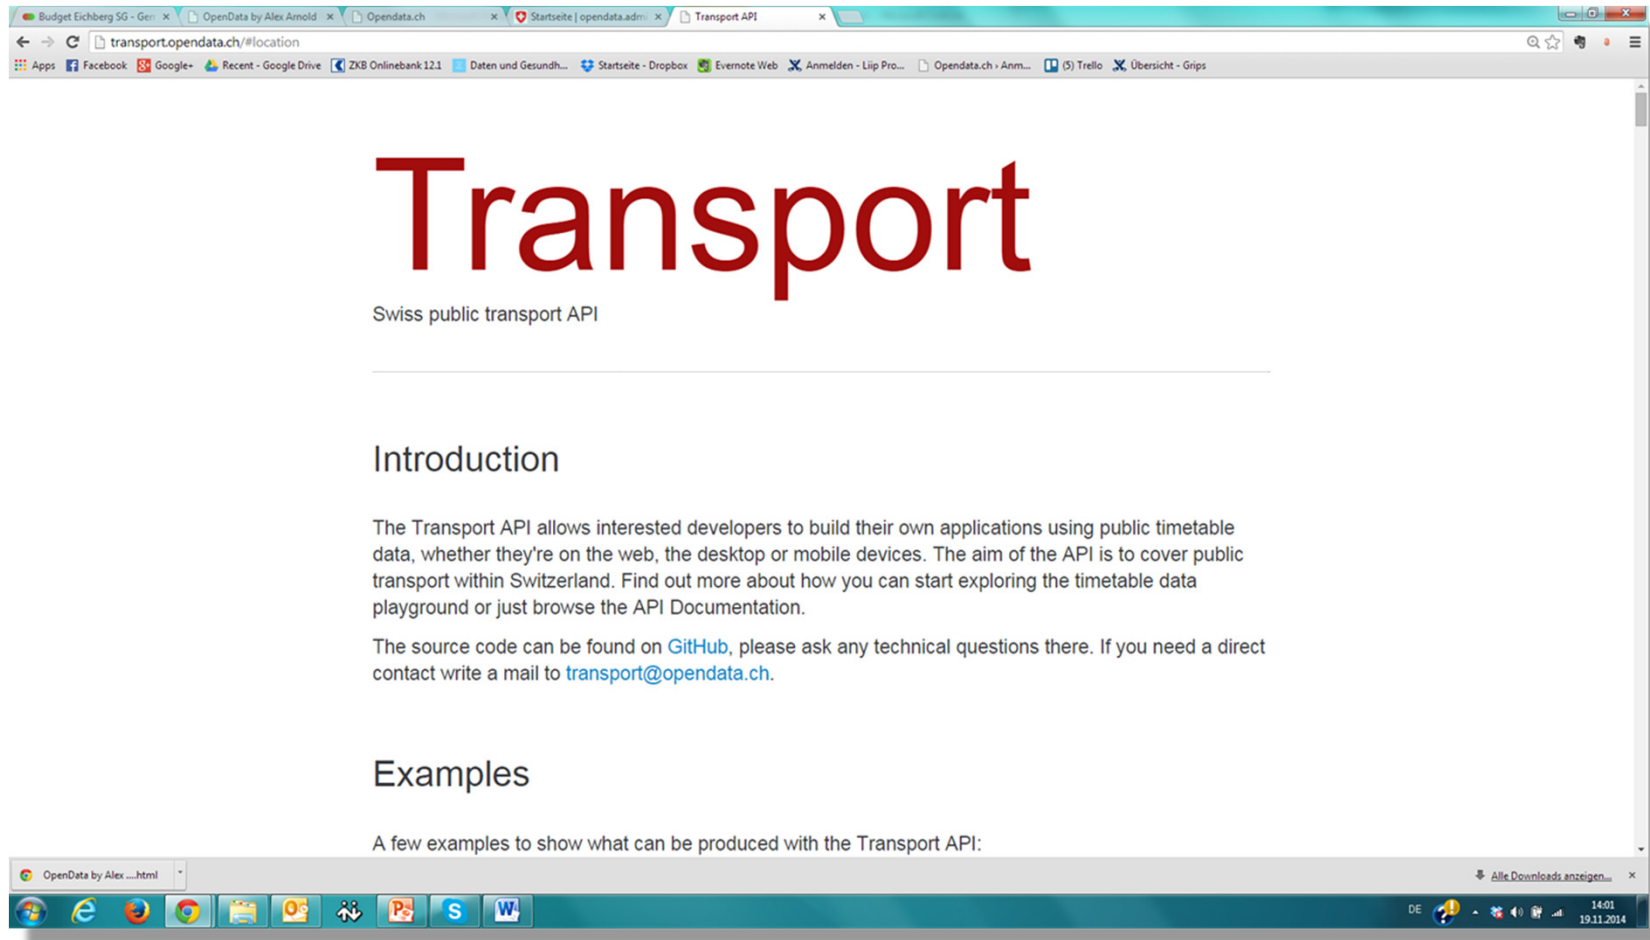 Budget Eichberg SG - Gen
OpenData by Alex Arnold
Opendata.ch
Startseite | opendata.admi
Transport API
transport.opendata.ch/#location
Apps
Facebook
Google+
Recent - Google Drive
ZKB Onlinebank 12.1
Daten und Gesundh...
Startseite - Dropbox
Evernote Web
Anmelden - Liip Pro...
Opendata.ch › Anm...
(5) Trello
Übersicht - Grips
Transport
Swiss public transport API
Introduction
The Transport API allows interested developers to build their own applications using public timetable
data, whether they're on the web, the desktop or mobile devices. The aim of the API is to cover public
transport within Switzerland. Find out more about how you can start exploring the timetable data
playground or just browse the API Documentation.
The source code can be found on GitHub, please ask any technical questions there. If you need a direct
contact write a mail to transport@opendata.ch.
Examples
A few examples to show what can be produced with the Transport API:
OpenData by Alex ....html
Alle Downloads anzeigen...
DE
14:01
19.11.2014